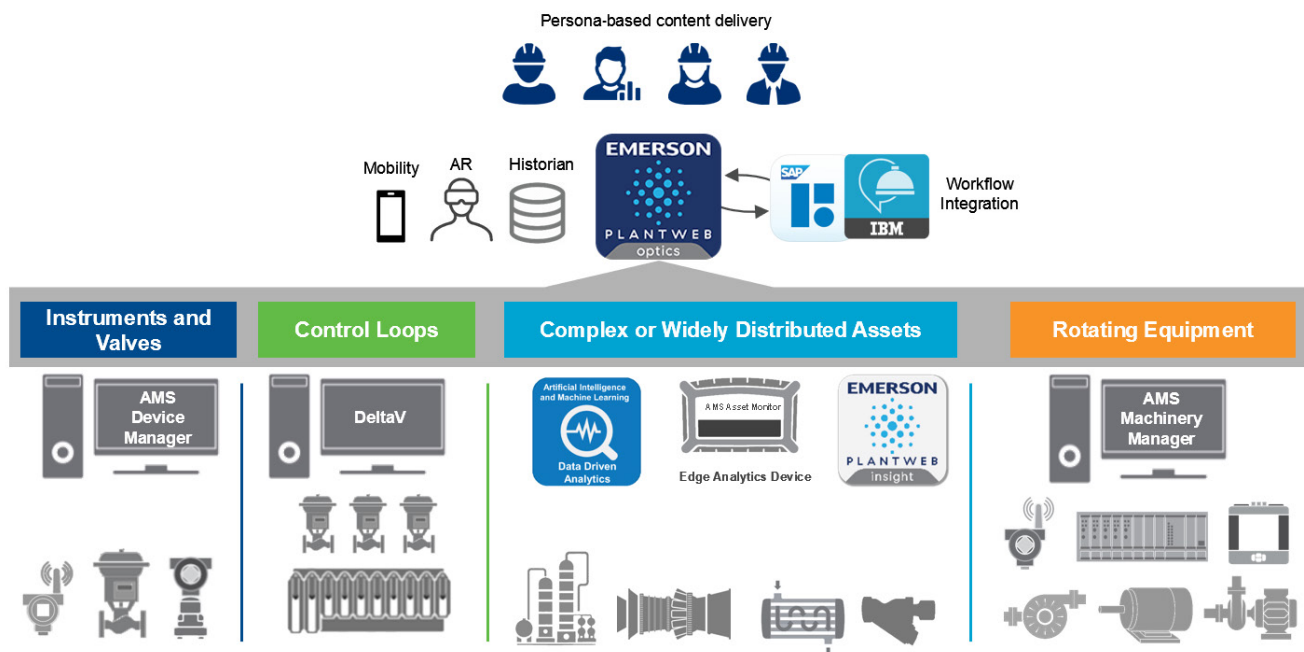 Persona-based content delivery
Mobility
AR
Historian
EMERSON
PLANTWEB
optics
SAP
IBM
Workflow
Integration
Instruments and
Valves
Control Loops
Complex or Widely Distributed Assets
Rotating Equipment
AMS
Device
Manager
DeltaV
Artificial Intelligence
and Machine Learning
Data Driven
Analytics
AMS Asset Monitor
Edge Analytics Device
EMERSON
PLANTWEB
insight
AMS
Machinery
Manager